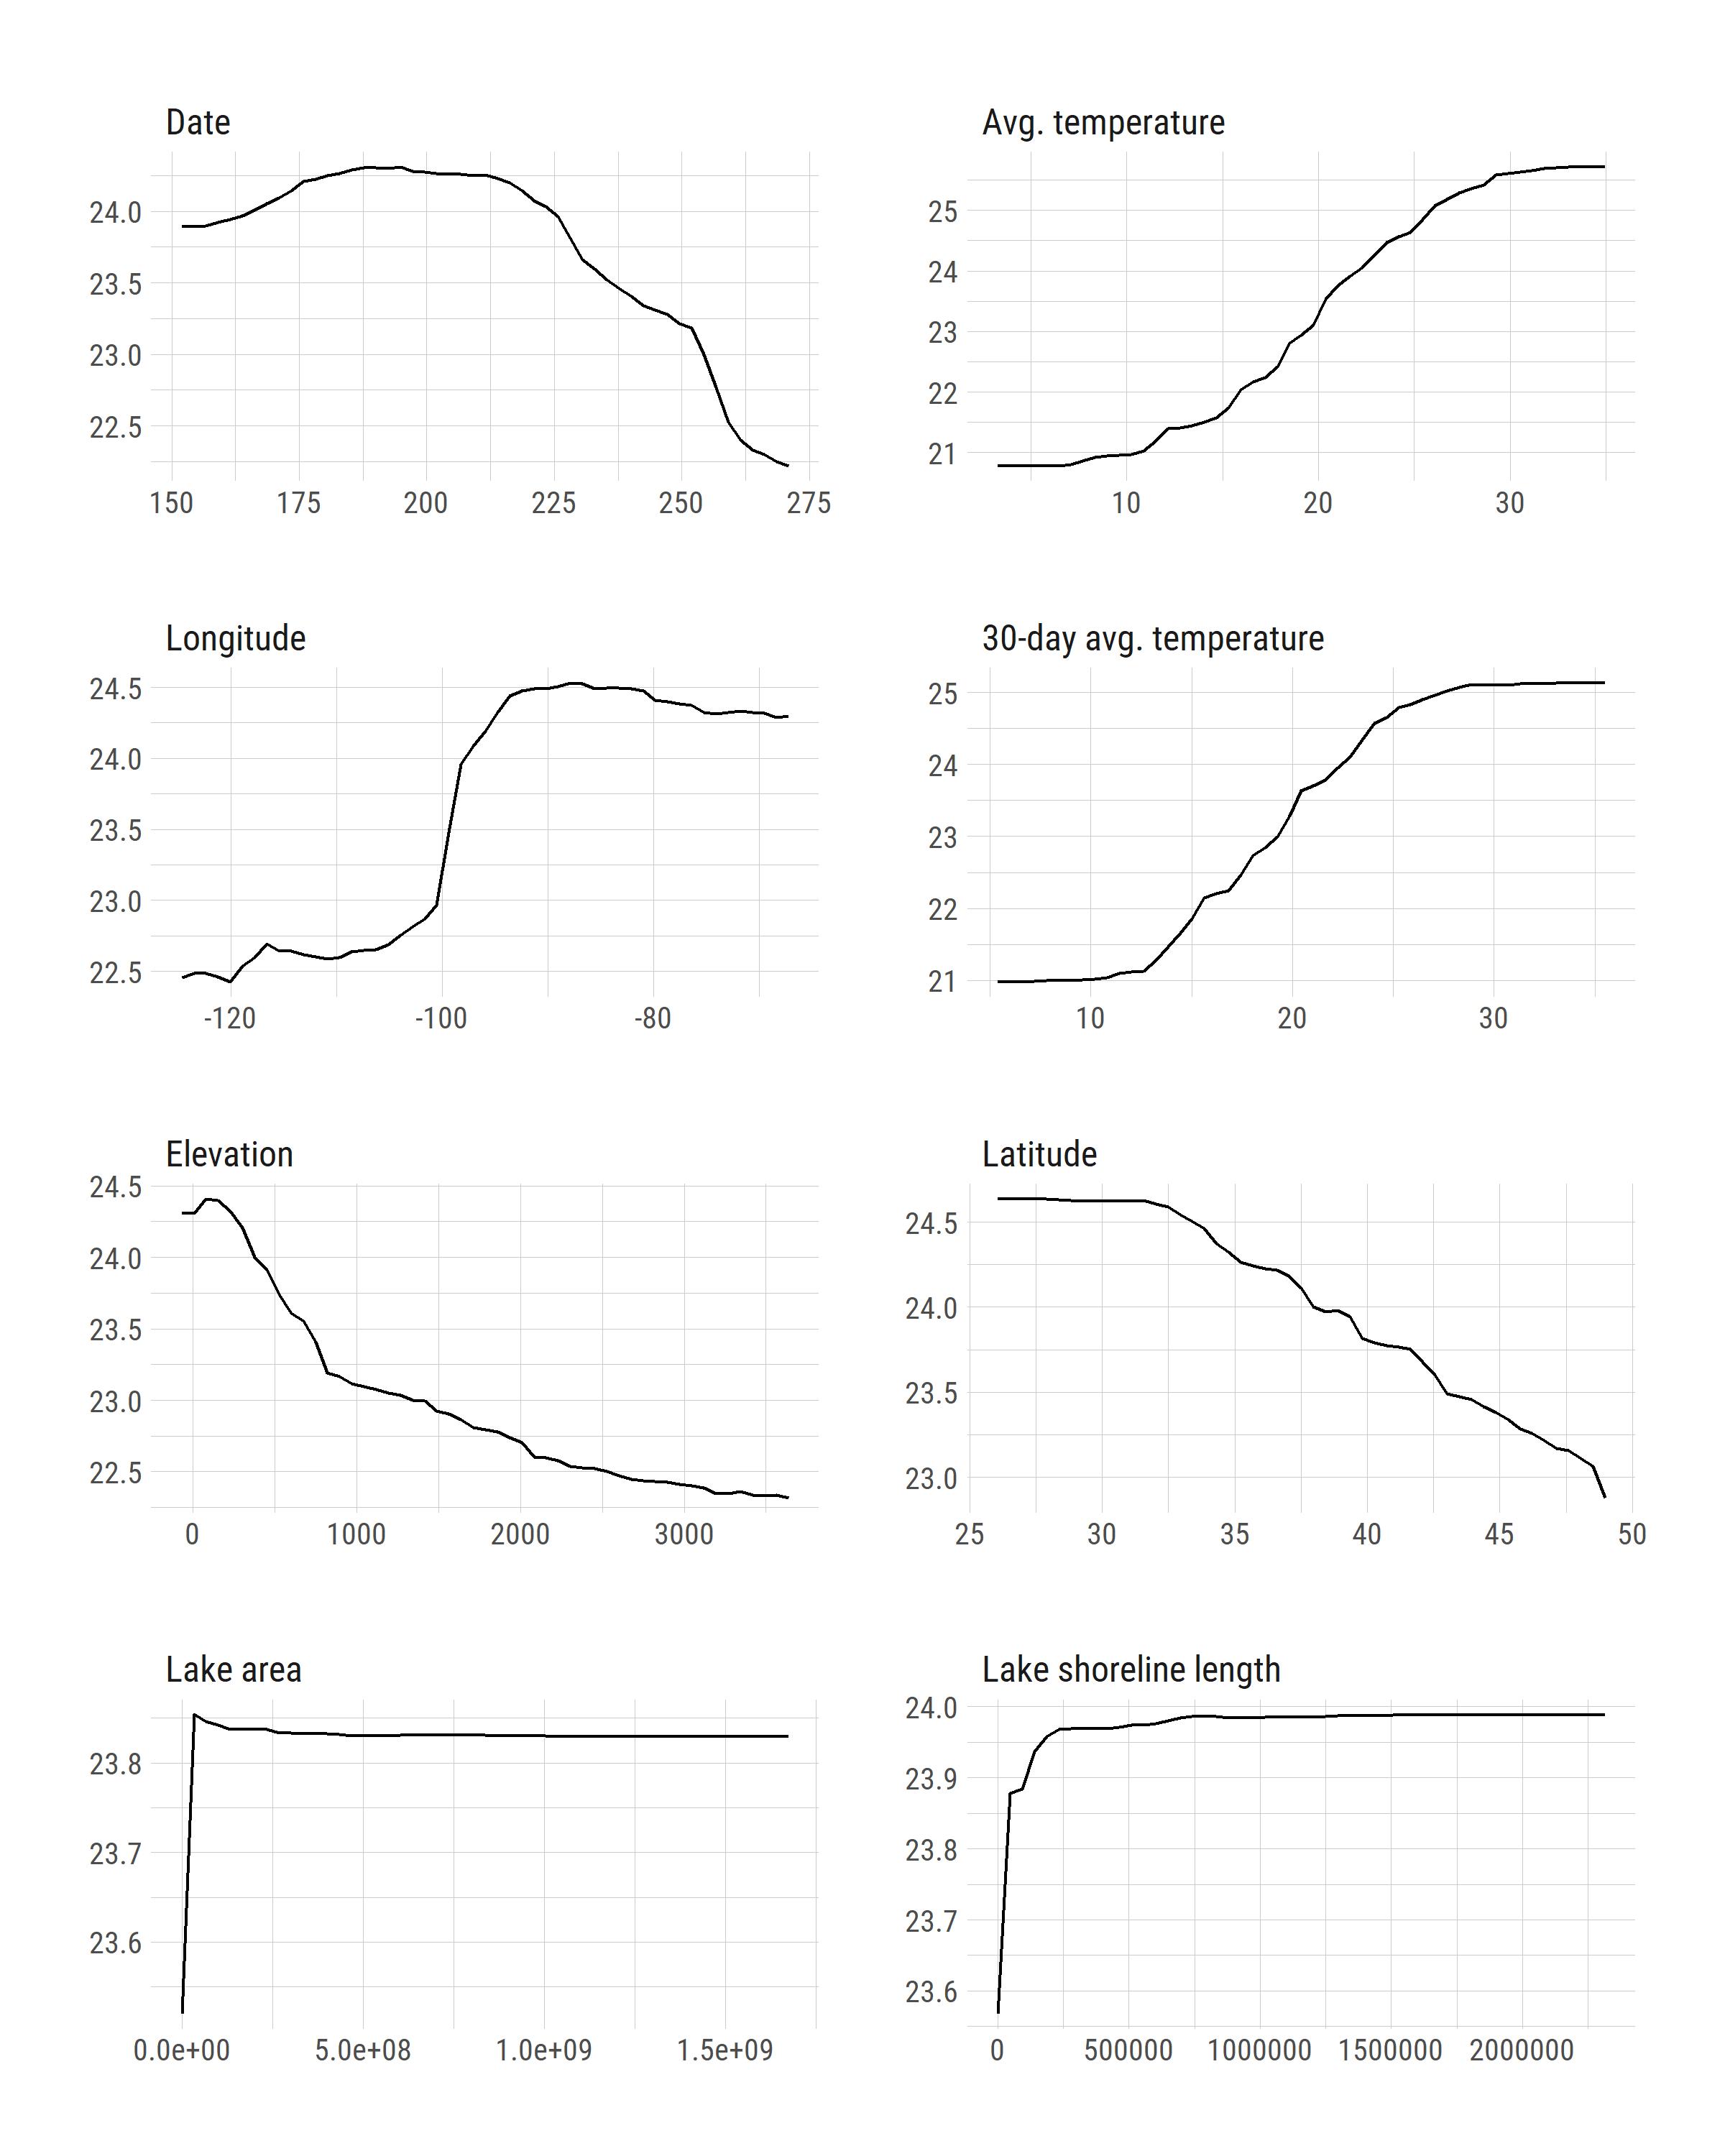 Date
24.0
23.5
23.0
22.5
150 175 200 225 250 275
Avg. temperature
25
24
23
22
21
10 20 30
Longitude
24.5
24.0
23.5
23.0
22.5
-120 -100 -80
30-day avg. temperature
25
24
23
22
21
10 20 30
Elevation
24.5
24.0
23.5
23.0
22.5
0 1000 2000 3000
Latitude
24.5
24.0
23.5
23.0
25 30 35 40 45 50
Lake area
23.8
23.7
23.6
0.0e+00 5.0e+08 1.0e+09 1.5e+09
Lake shoreline length
24.0
23.9
23.8
23.7
23.6
0 500000 1000000 1500000 2000000